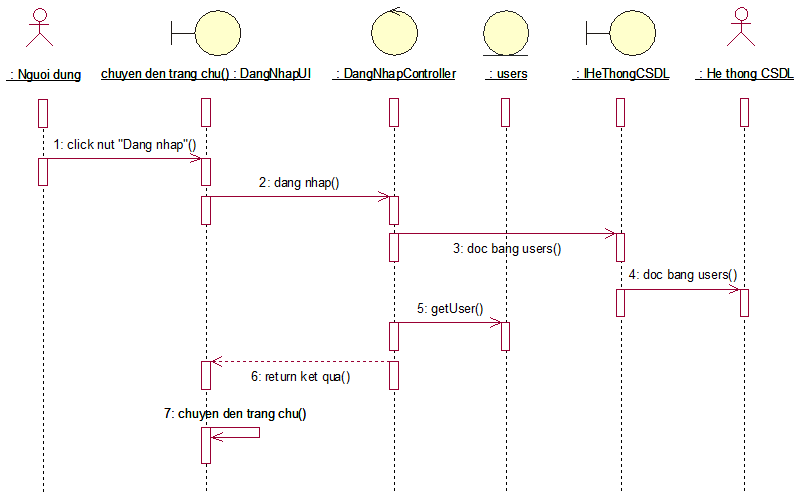 : Nguoi dung
chuyen den trang chu() : DangNhapUI
: DangNhapController
: users
: IHeThongCSDL
: He thong CSDL
1: click nut "Dang nhap"()
2: dang nhap()
3: doc bang users()
4: doc bang users()
5: getUser()
6: return ket qua()
7: chuyen den trang chu()